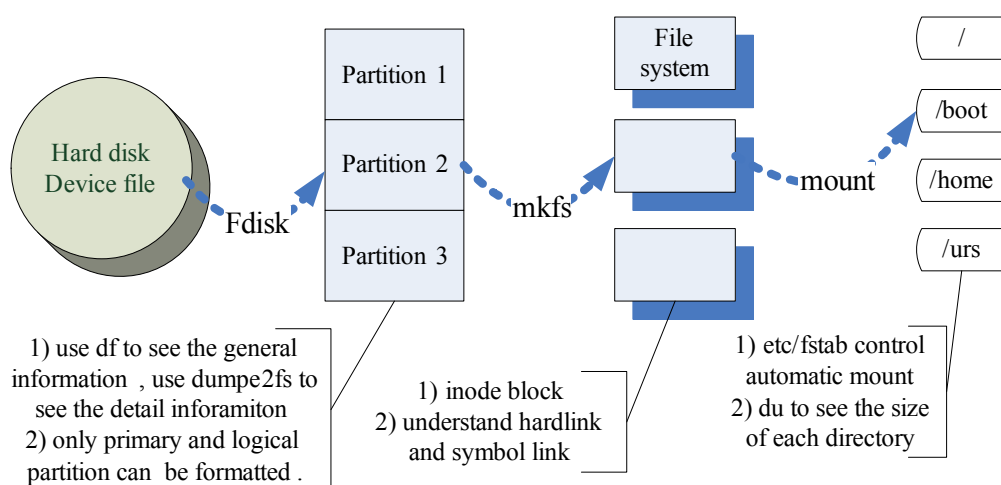 Hard disk
Device file
Fdisk
Partition 1
Partition 2
Partition 3
mkfs
File
system
mount
/
/boot
/home
/urs
1) use df to see the general
information , use dumpe2fs to
see the detail inforamiton
2) only primary and logical
partition can be formatted .
1) inode block
2) understand hardlink
and symbol link
1) etc/fstab control
automatic mount
2) du to see the size
of each directory